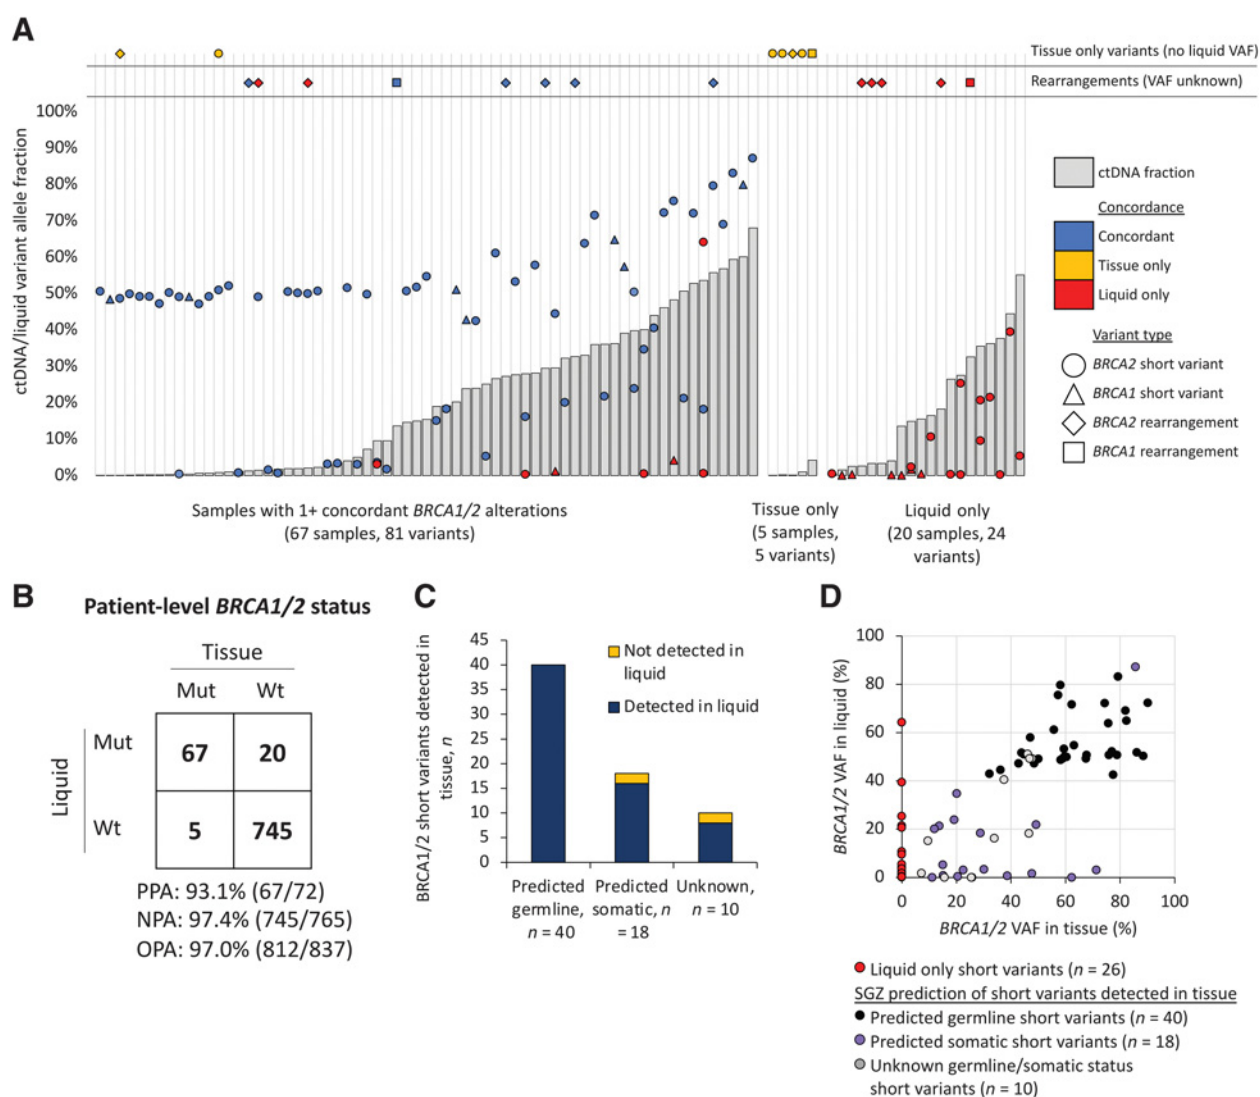 A
Tissue only variants (no liquid VAF)
Rearrangements (VAF unknown)
ctDNA/liquid variant allele fraction
100%
90%
80%
70%
60%
50%
40%
30%
20%
10%
0%
ctDNA fraction
Concordance
Concordant
Tissue only
Liquid only
Variant type
BRCA2 short variant
BRCA1 short variant
BRCA2 rearrangement
BRCA1 rearrangement
Samples with 1+ concordant BRCA1/2 alterations
(67 samples, 81 variants)
Tissue only
(5 samples,
5 variants)
Liquid only
(20 samples, 24
variants)
B
Patient-level BRCA1/2 status
Tissue
Mut Wt
Liquid
Mut 67 20
Wt 5 745
PPA: 93.1% (67/72)
NPA: 97.4% (745/765)
OPA: 97.0% (812/837)
C
BRCA1/2 short variants detected in
tissue, n
45
40
35
30
25
20
15
10
5
0
Not detected in
liquid
Detected in liquid
Predicted
germline,
n = 40
Predicted
somatic, n
= 18
Unknown,
n = 10
D
BRCA1/2 VAF in liquid (%)
100
80
60
40
20
0
0 20 40 60 80 100
BRCA1/2 VAF in tissue (%)
Liquid only short variants (n = 26)
SGZ prediction of short variants detected in tissue
Predicted germline short variants (n = 40)
Predicted somatic short variants (n = 18)
Unknown germline/somatic status
short variants (n = 10)